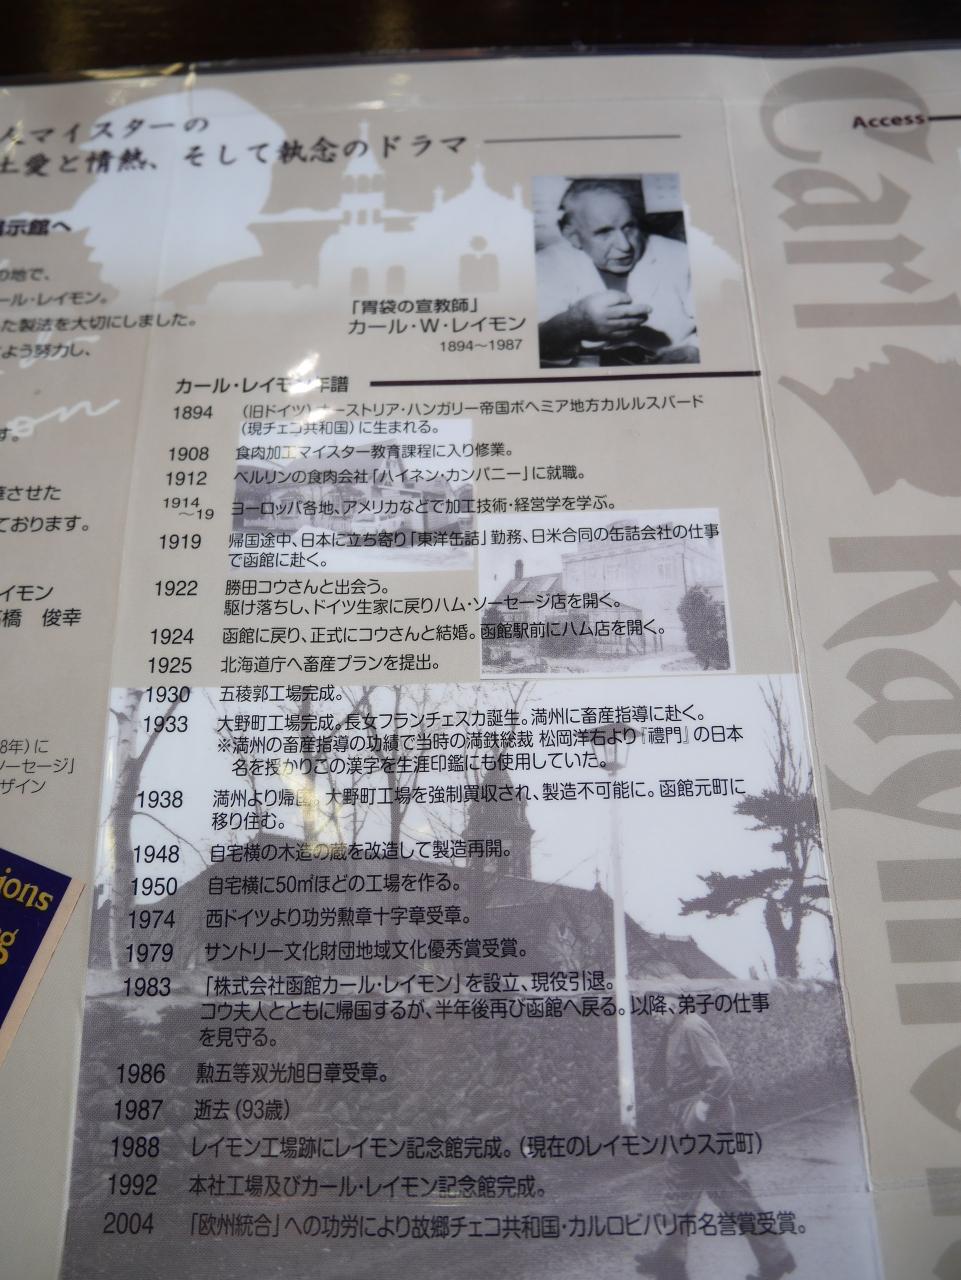 人マイスターの
土愛と情熱、そして執念のドラマ
Access
展示館へ
の地で、
ール・レイモン。
た製法を大切にしました。
よう努力し、
す。
させた
ております。
イモン
高橋 俊幸
8年)に
ソーセージ」
デザイン
ions
g
「胃袋の宣教師」
カール・W・レイモン
1894〜1987
カール・レイモン年譜
1894 (旧ドイツ)オーストリア・ハンガリー帝国ボヘミア地方カルルスバード
(現チェコ共和国)に生まれる。
1908 食肉加工マイスター教育課程に入り修業。
1912 ベルリンの食肉会社「ハイネン・カンパニー」に就職。
1914〜19 ヨーロッパ各地、アメリカなどで加工技術・経営学を学ぶ。
1919 帰国途中、日本に立ち寄り「東洋缶詰」勤務、日米合同の缶詰会社の仕事
で函館に赴く。
1922 勝田コウさんと出会う。
駆け落ちし、ドイツ生家に戻りハム・ソーセージ店を開く。
1924 函館に戻り、正式にコウさんと結婚。函館駅前にハム店を開く。
1925 北海道庁へ畜産プランを提出。
1930 五稜郭工場完成。
1933 大野町工場完成。長女フランチェスカ誕生。満州に畜産指導に赴く。
※満州の畜産指導の功績で当時の満鉄総裁 松岡洋右より『禮門』の日本
名を授かりこの漢字を生涯印鑑にも使用していた。
1938 満州より帰国。大野町工場を強制買収され、製造不可能に。函館元町に
移り住む。
1948 自宅横の木造の蔵を改造して製造再開。
1950 自宅横に50㎡ほどの工場を作る。
1974 西ドイツより功労勲章十字章受章。
1979 サントリー文化財団地域文化優秀賞受賞。
1983 「株式会社函館カール・レイモン」を設立、現役引退。
コウ夫人とともに帰国するが、半年後再び函館へ戻る。以降、弟子の仕事
を見守る。
1986 勲五等双光旭日章受章。
1987 逝去(93歳)
1988 レイモン工場跡にレイモン記念館完成。(現在のレイモンハウス元町)
1992 本社工場及びカール・レイモン記念館完成。
2004 「欧州統合」への功労により故郷チェコ共和国・カルロビバリ市名誉賞受賞。
Carl Raymon